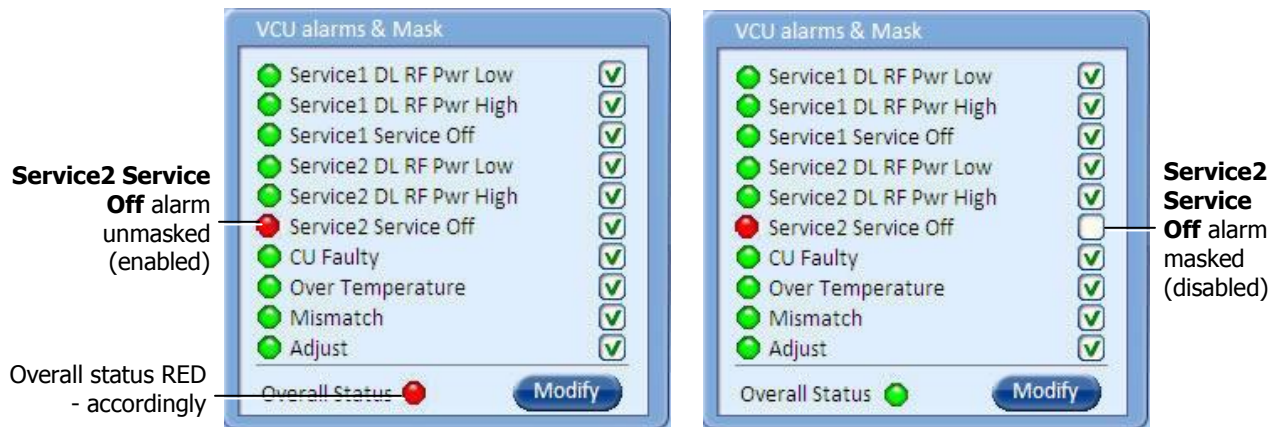 VCU alarms & Mask
Service1 DL RF Pwr Low
Service1 DL RF Pwr High
Service1 Service Off
Service2 DL RF Pwr Low
Service2 DL RF Pwr High
Service2 Service Off
CU Faulty
Over Temperature
Mismatch
Adjust
Overall Status
Modify
Service2 Service
Off alarm
unmasked
(enabled)
Overall status RED
- accordingly
VCU alarms & Mask
Service1 DL RF Pwr Low
Service1 DL RF Pwr High
Service1 Service Off
Service2 DL RF Pwr Low
Service2 DL RF Pwr High
Service2 Service Off
CU Faulty
Over Temperature
Mismatch
Adjust
Overall Status
Modify
Service2
Service
Off alarm
masked
(disabled)